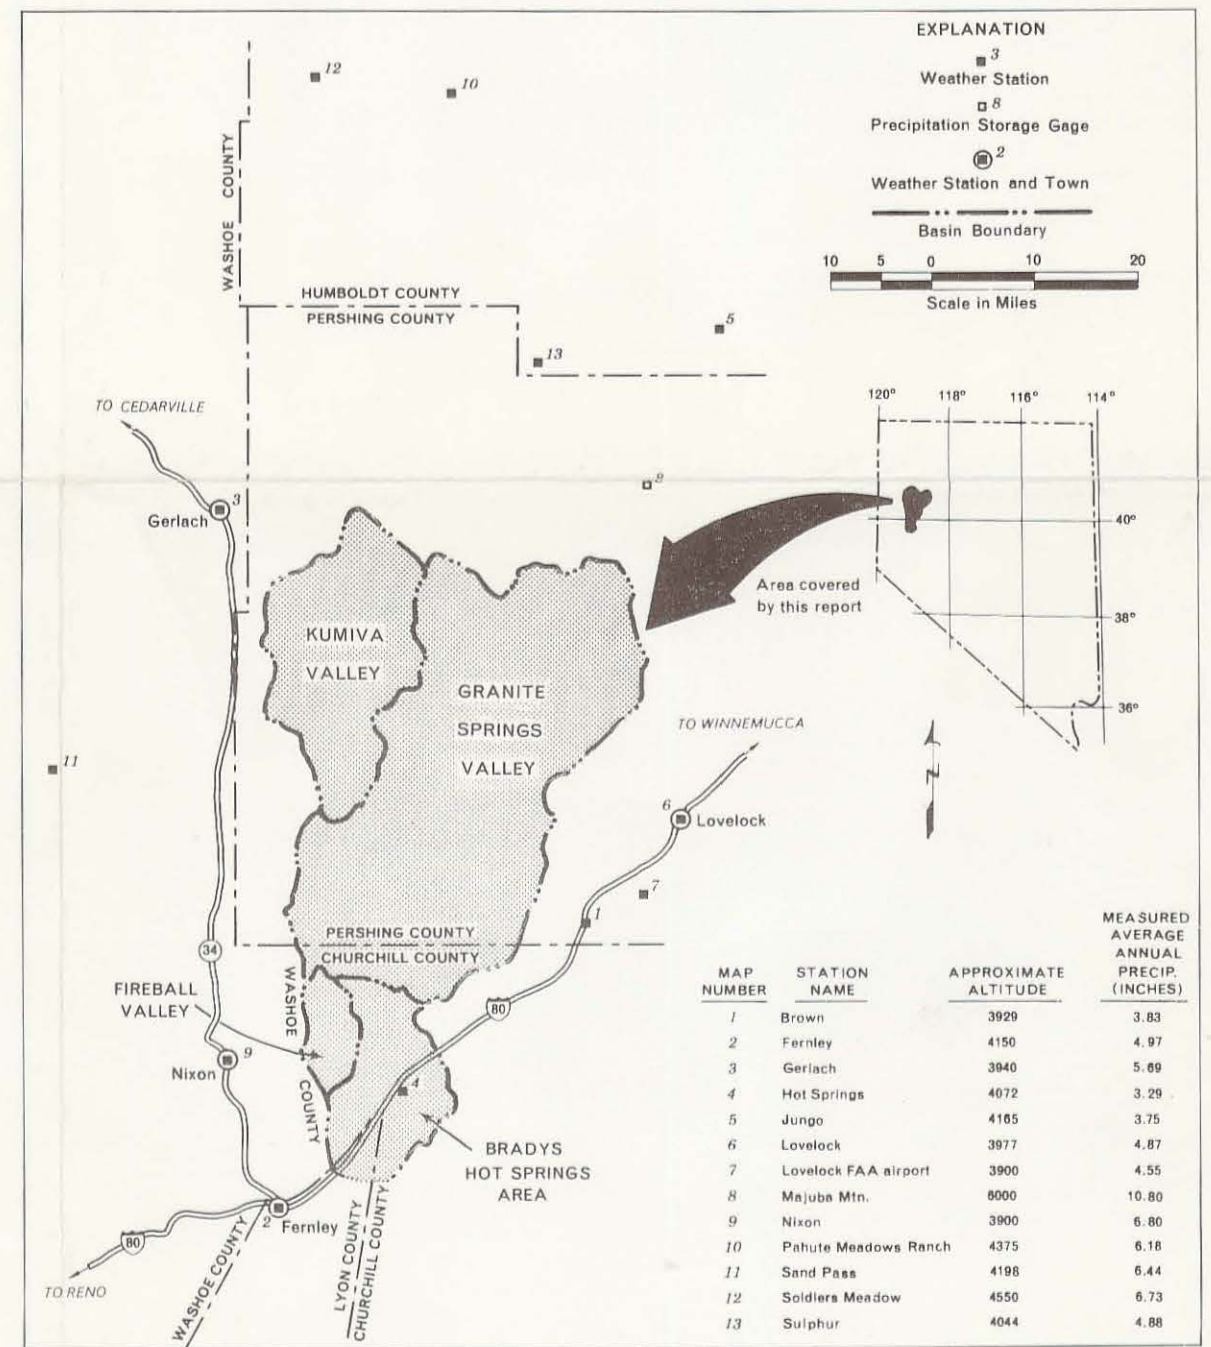 EXPLANATION
3
Weather Station
8
Precipitation Storage Gage
2
Weather Station and Town
Basin Boundary
10 5 0 10 20
Scale in Miles
12
10
WASHOE COUNTY
HUMBOLDT COUNTY
PERSHING COUNTY
5
13
TO CEDARVILLE
120° 118° 116° 114°
40°
38°
36°
3
Gerlach
Area covered
by this report
KUMIVA
VALLEY
GRANITE
SPRINGS
VALLEY
TO WINNEMUCCA
N
11
6
Lovelock
7
1
PERSHING COUNTY
CHURCHILL COUNTY
34
FIREBALL
VALLEY
WASHOE COUNTY
80
9
Nixon
4
BRADYS
HOT SPRINGS
AREA
2
Fernley
80
TO RENO
WASHOE COUNTY
LYON COUNTY
CHURCHILL COUNTY
MAP NUMBER STATION NAME APPROXIMATE ALTITUDE MEASURED AVERAGE ANNUAL PRECIP. (INCHES)
1 Brown 3929 3.83
2 Fernley 4150 4.97
3 Gerlach 3940 5.69
4 Hot Springs 4072 3.29
5 Jungo 4165 3.75
6 Lovelock 3977 4.87
7 Lovelock FAA airport 3900 4.55
8 Majuba Mtn. 6000 10.80
9 Nixon 3900 6.80
10 Pahute Meadows Ranch 4375 6.18
11 Sand Pass 4198 6.44
12 Soldiers Meadow 4550 6.73
13 Sulphur 4044 4.88